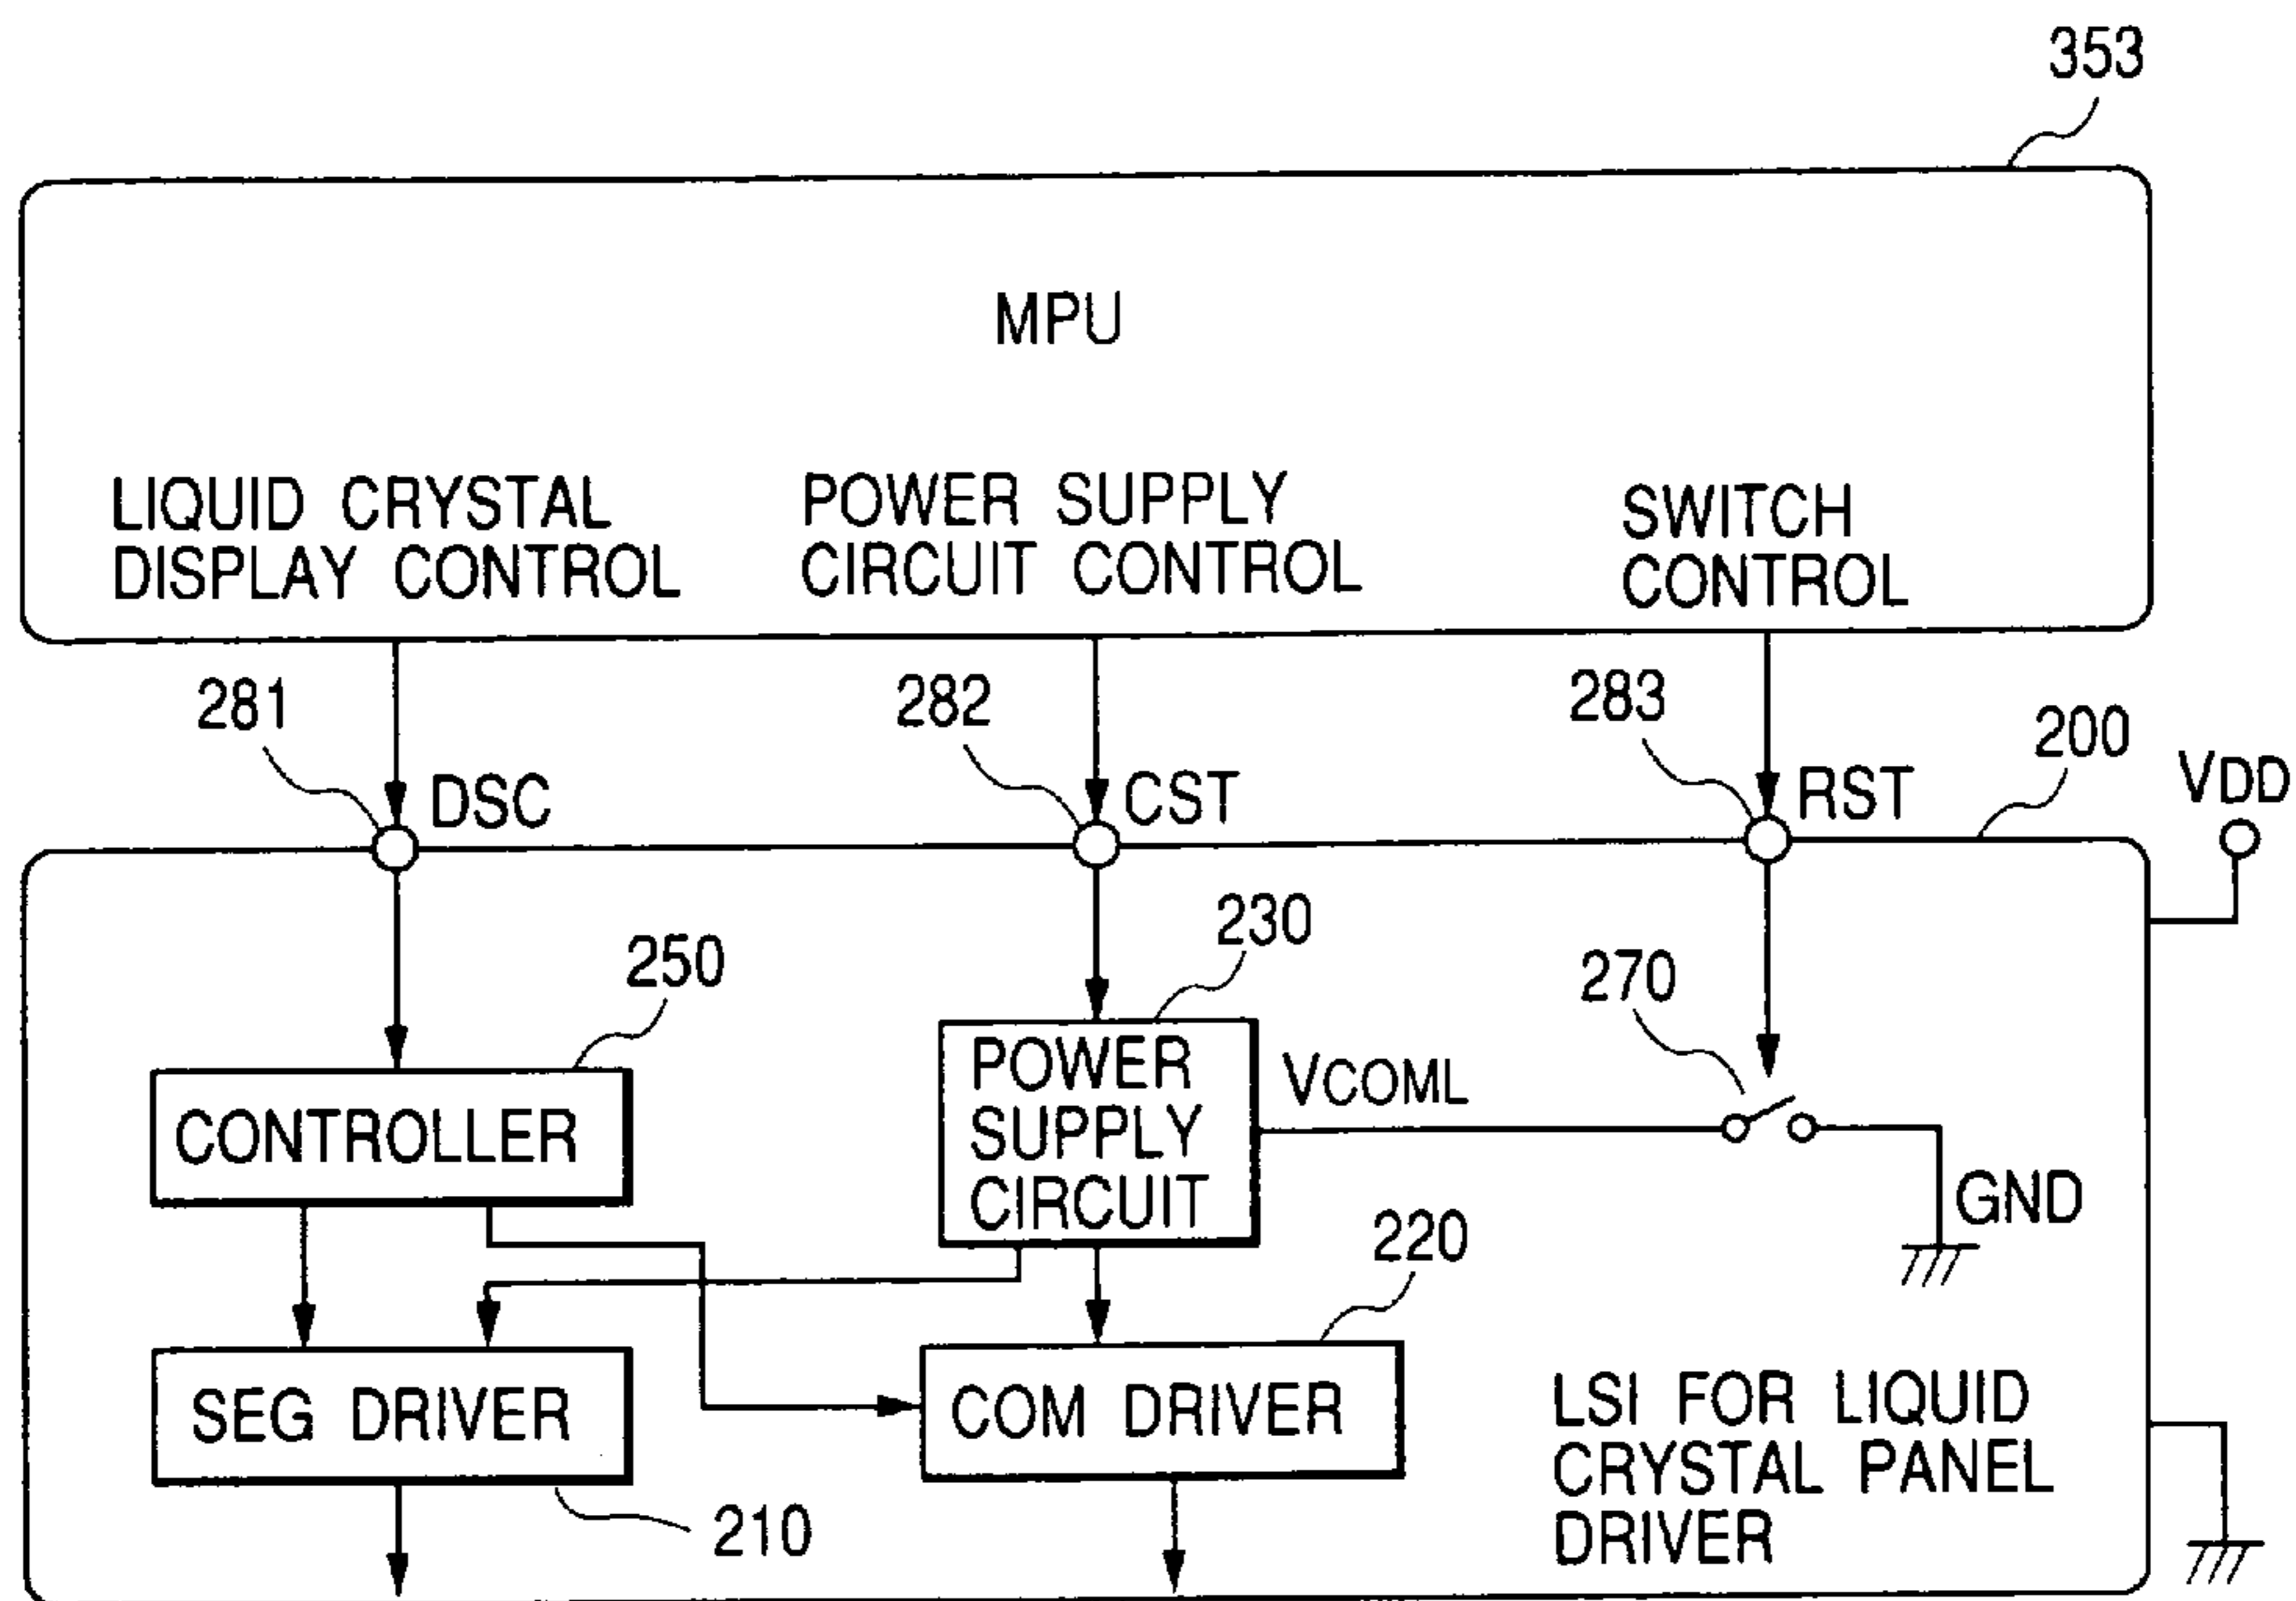 353
MPU
LIQUID CRYSTAL
DISPLAY CONTROL
POWER SUPPLY
CIRCUIT CONTROL
SWITCH
CONTROL
281
DSC
282
CST
283
RST
200
VDD
250
CONTROLLER
230
POWER
SUPPLY
CIRCUIT
VCOML
270
GND
220
SEG DRIVER
210
COM DRIVER
LSI FOR LIQUID
CRYSTAL PANEL
DRIVER